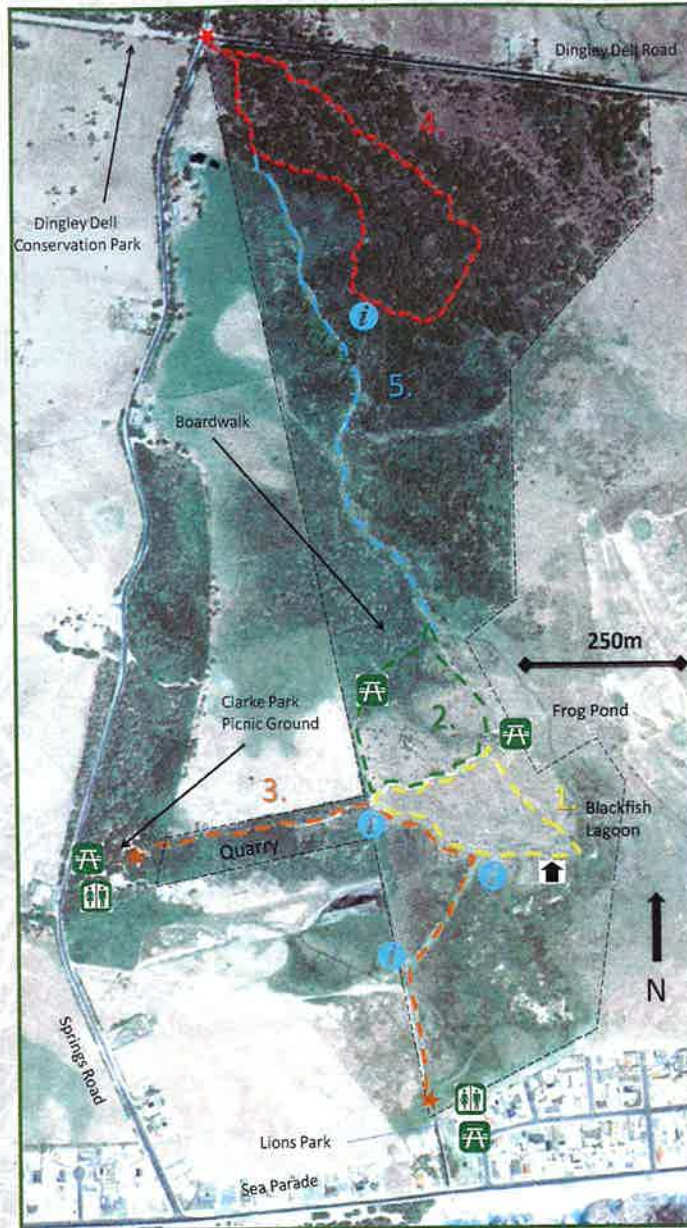 Dingley Dell Road
4.
Dingley Dell
Conservation Park
i
5.
Boardwalk
250m
Clarke Park
Picnic Ground
2.
Frog Pond
3.
1.
Blackfish
Lagoon
i
Quarry
i
i
N
Springs Road
Lions Park
Sea Parade